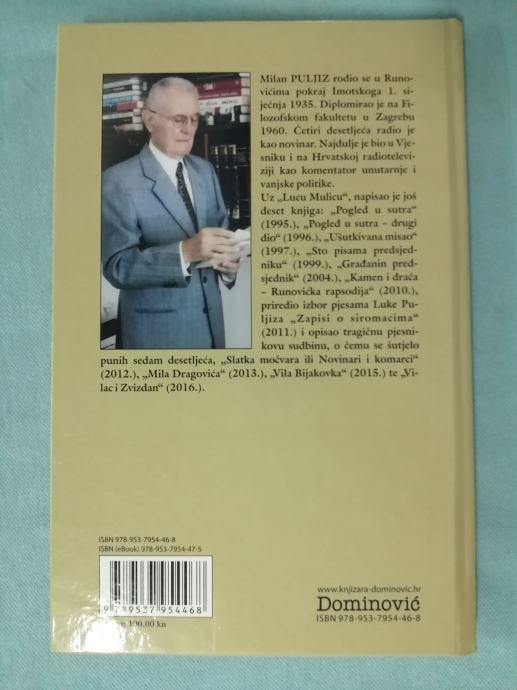 Milan PULJIZ rodio se u Runo-
vićima pokraj Imotskoga 1. si-
ječnja 1935. Diplomirao je na Fi-
lozofskom fakultetu u Zagrebu
1960. Četiri desetljeća radio je
kao novinar. Najdulje je bio u Vje-
sniku i na Hrvatskoj radiotelevi-
ziji kao komentator unutarnje i
vanjske politike.
Uz „Lucu Mulicu“, napisao je još
deset knjiga: „Pogled u sutra“
(1995.), „Pogled u sutra – drugi
dio“ (1996.), „Ušutkivana misao“
(1997.), „Sto pisama predsjed-
niku“ (1999.), „Građanin pred-
sjednik“ (2004.), „Kamen i drača
– Runovička rapsodija“ (2010.),
priredio izbor pjesama Luke Pu-
ljiza „Zapisi o siromacima“
(2011.) i opisao tragičnu pjesni-
kovu sudbinu, o čemu se šutjelo
punih sedam desetljeća, „Slatka močvara ili Novinari i komarci“
(2012.), „Mila Dragovića“ (2013.), „Vila Bijakovka“ (2015.) te „Vi-
lac i Zvizdan“ (2016.).
ISBN 978-953-7954-46-8
ISBN (eBook) 978-953-7954-47-5
9 789537 954468
100,00 kn
www.knjizara-dominovic.hr
Dominović
ISBN 978-953-7954-46-8